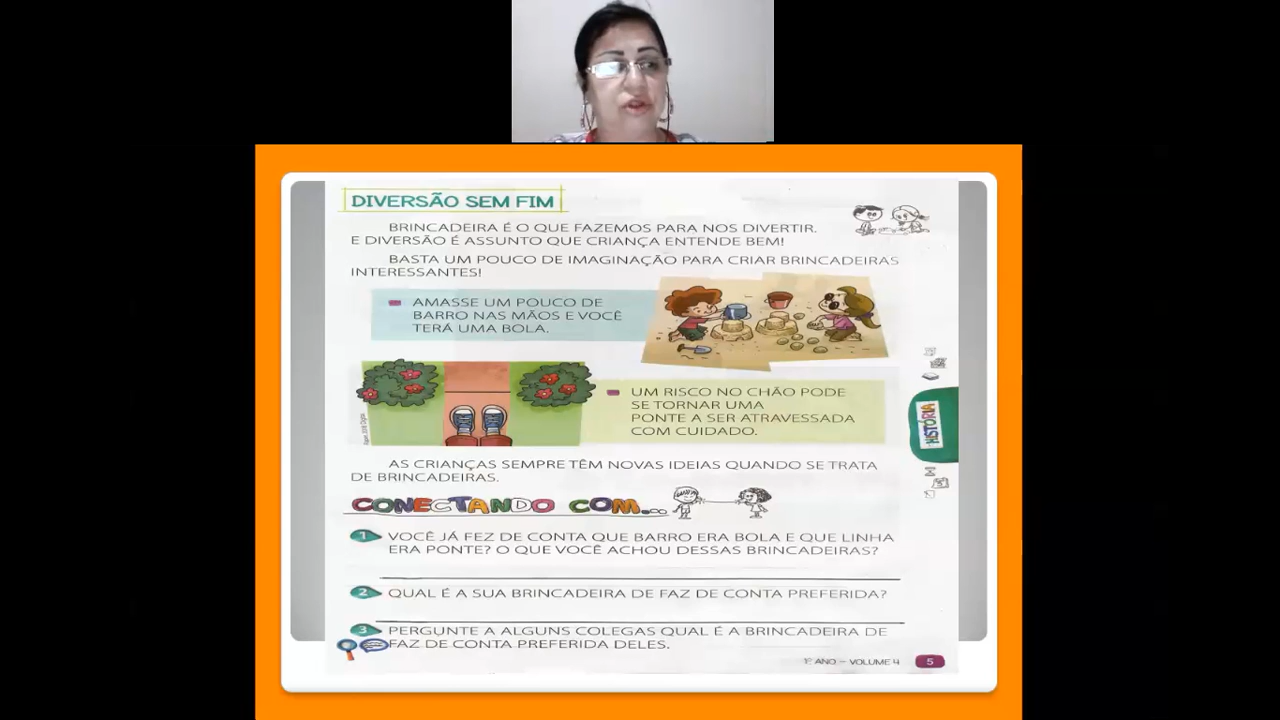 DIVERSÃO SEM FIM
BRINCADEIRA É O QUE FAZEMOS PARA NOS DIVERTIR.
E DIVERSÃO É ASSUNTO QUE CRIANÇA ENTENDE BEM!
BASTA UM POUCO DE IMAGINAÇÃO PARA CRIAR BRINCADEIRAS
INTERESSANTES!
AMASSE UM POUCO DE
BARRO NAS MÃOS E VOCÊ
TERÁ UMA BOLA.
UM RISCO NO CHÃO PODE
SE TORNAR UMA
PONTE A SER ATRAVESSADA
COM CUIDADO.
HISTÓRIA
AS CRIANÇAS SEMPRE TÊM NOVAS IDEIAS QUANDO SE TRATA
DE BRINCADEIRAS.
CONECTANDO COM...
1 VOCÊ JÁ FEZ DE CONTA QUE BARRO ERA BOLA E QUE LINHA
ERA PONTE? O QUE VOCÊ ACHOU DESSAS BRINCADEIRAS?
2 QUAL É A SUA BRINCADEIRA DE FAZ DE CONTA PREFERIDA?
3 PERGUNTE A ALGUNS COLEGAS QUAL É A BRINCADEIRA DE
FAZ DE CONTA PREFERIDA DELES.
1º. ANO – VOLUME 4 5